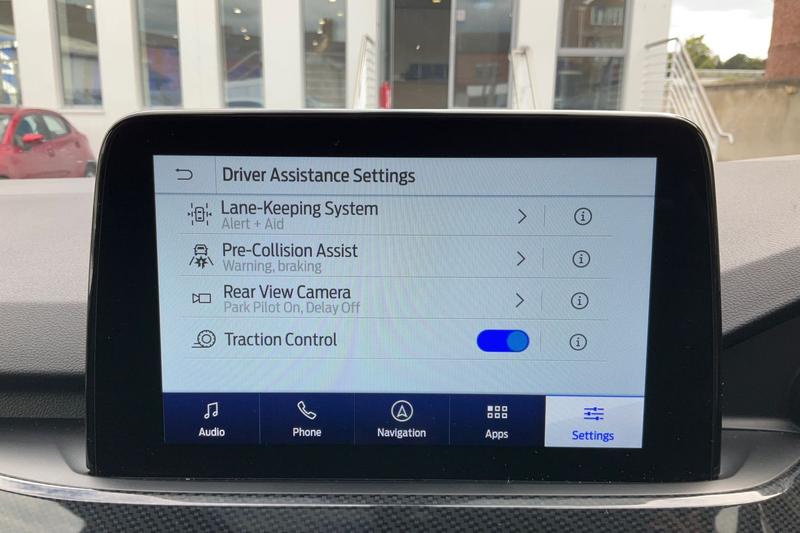 Driver Assistance Settings
Lane-Keeping System
Alert + Aid
Pre-Collision Assist
Warning, braking
Rear View Camera
Park Pilot On, Delay Off
Traction Control
Audio
Phone
Navigation
Apps
Settings